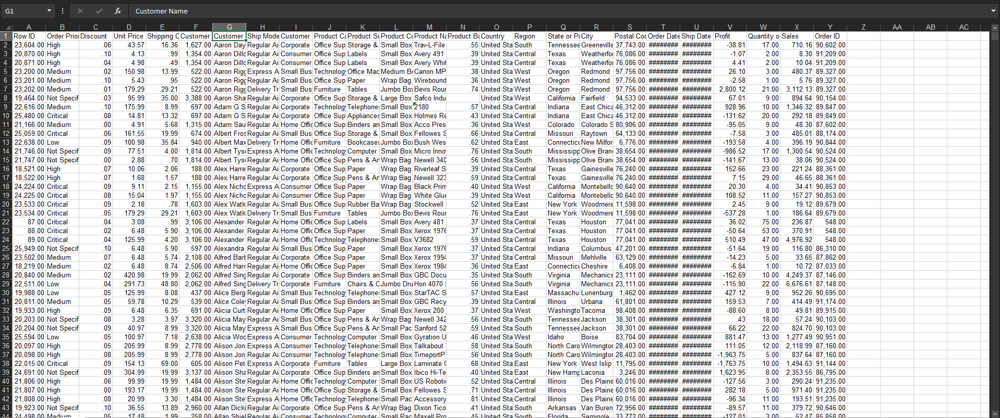 G1 fx Customer Name
A B C D E F G H I J K L M N O P Q R S T U V W X Y Z AA AB AC
1 Row ID Order Prior Discount Unit Price Shipping C Customer Customer Ship Mode Customer Product Ca Product Su Product Co Product Na Product Ba Country Region State or Pr City Postal Coc Order Date Ship Date Profit Quantity o Sales Order ID
2 23,604.00 High .06 43.57 16.36 1,627.00 Aaron Day Regular Ai Corporate Office Sup Storage & Small Box Trav-L-File .55 United Sta South Tennessee Greeneville 37,743.00 ######## ######## -38.81 17.00 710.16 90,602.00
3 20,870.00 High .10 4.13 .99 1,354.00 Aaron Dillo Regular Ai Consumer Office Sup Labels Small Box Avery 491 .39 United Sta Central Texas Weatherfor 76,086.00 ######## ######## -1.07 2.00 8.30 91,209.00
4 20,871.00 High .04 4.98 .49 1,354.00 Aaron Dillo Regular Ai Consumer Office Sup Labels Small Box Avery Whit .39 United Sta Central Texas Weatherfor 76,086.00 ######## ######## 4.41 2.00 10.04 91,209.00
5 23,200.00 Medium .02 150.98 13.99 522.00 Aaron Rigg Express A Small Bus Technology Office Mac Medium Bo Canon MP .38 United Sta West Oregon Redmond 97,756.00 ######## ######## 26.10 3.00 480.37 89,327.00
6 23,201.00 Medium .10 5.43 .95 522.00 Aaron Rigg Regular Ai Small Bus Office Sup Paper Wrap Bag Wirebound .36 United Sta West Oregon Redmond 97,756.00 ######## ######## -2.58 1.00 5.76 89,327.00
7 23,202.00 Medium .01 179.29 29.21 522.00 Aaron Rigg Delivery Tr Small Bus Furniture Tables Jumbo Box Bevis Rour .74 United Sta West Oregon Redmond 97,756.00 ######## ######## 2,800.12 21.00 3,112.13 89,327.00
8 19,464.00 Not Specif .03 95.99 35.00 3,388.00 Aaron Sha Regular Ai Corporate Office Sup Storage & Large Box Safco Indu United Sta West California Fairfield 94,533.00 ######## ######## 67.01 9.00 894.64 90,154.00
9 22,616.00 Medium .10 175.99 8.99 697.00 Adam G S Regular Ai Corporate Technology Telephones Small Box 2180 .57 United Sta Central Indiana East Chica 46,312.00 ######## ######## 928.96 10.00 1,346.32 89,847.00
10 25,480.00 Critical .08 14.81 13.32 697.00 Adam G S Regular Ai Corporate Office Sup Appliances Small Box Holmes Re .43 United Sta Central Indiana East Chica 46,312.00 ######## ######## -131.62 20.00 292.18 89,849.00
11 21,166.00 Medium .00 4.91 5.68 1,315.00 Adam Sau Regular Ai Home Offic Office Sup Binders an Small Box Acco Pres .36 United Sta West Colorado Colorado S 80,906.00 ######## ######## -95.05 9.00 48.30 87,602.00
12 25,059.00 Critical .06 161.55 19.99 674.00 Albert Fros Regular Ai Small Bus Office Sup Storage & Small Box Fellowes S .66 United Sta Central Missouri Raytown 64,133.00 ######## ######## -7.58 3.00 485.01 88,174.00
13 22,638.00 Low .09 100.98 35.84 940.00 Albert Max Delivery Tr Home Offic Furniture Bookcases Jumbo Box Bush Wes .62 United Sta East Connecticu New Milfor 6,776.00 ######## ######## -193.58 4.00 396.19 90,844.00
14 21,746.00 Not Specif .09 77.51 4.00 1,814.00 Albert Tyso Express A Home Offic Technology Computer Small Box Micro Inno .76 United Sta South Mississipp Olive Bran 38,654.00 ######## ######## -986.52 17.00 1,300.54 90,524.00
15 21,747.00 Not Specif .00 2.88 .70 1,814.00 Albert Tyso Regular Ai Home Offic Office Sup Pens & Ar Wrap Bag Newell 340 .56 United Sta South Mississipp Olive Bran 38,654.00 ######## ######## -141.67 13.00 38.06 90,524.00
16 18,521.00 High .07 10.06 2.06 188.00 Alex Harre Regular Ai Corporate Office Sup Paper Wrap Bag Riverleaf S .39 United Sta Central Texas Gainesville 76,240.00 ######## ######## 152.66 23.00 221.24 88,361.00
17 18,522.00 High .07 1.68 1.57 188.00 Alex Harre Regular Ai Corporate Office Sup Pens & Ar Wrap Bag Newell 323 .59 United Sta Central Texas Gainesville 76,240.00 ######## ######## 7.15 29.00 46.65 88,361.00
18 24,224.00 Critical .09 9.11 2.15 1,155.00 Alex Nicho Express A Consumer Office Sup Paper Wrap Bag Black Prin .40 United Sta West California Montebello 90,640.00 ######## ######## 20.30 4.00 34.41 90,853.00
19 24,225.00 Critical .08 15.04 1.97 1,155.00 Alex Nicho Regular Ai Consumer Office Sup Paper Wrap Bag White Glue .39 United Sta West California Montebello 90,640.00 ######## ######## 108.52 11.00 157.27 90,853.00
20 23,533.00 Critical .09 2.18 .78 1,603.00 Alex Watk Regular Ai Small Bus Office Sup Rubber Ba Wrap Bag Stockwell .52 United Sta East New York Woodmere 11,598.00 ######## ######## 2.45 9.00 19.12 89,679.00
21 23,534.00 Critical .05 179.29 29.21 1,603.00 Alex Watk Delivery Tr Small Bus Furniture Tables Jumbo Box Bevis Rour .76 United Sta East New York Woodmere 11,598.00 ######## ######## -537.28 1.00 186.64 89,679.00
22 87.00 Critical .04 3.08 .99 3,106.00 Alexander Regular Ai Home Offic Office Sup Labels Small Box Avery 481 .37 United Sta Central Texas Houston 77,041.00 ######## ######## 36.02 75.00 236.87 548.00
23 88.00 Critical .02 6.48 5.90 3,106.00 Alexander Regular Ai Home Offic Office Sup Paper Small Box Xerox 1976 .37 United Sta Central Texas Houston 77,041.00 ######## ######## -50.64 53.00 370.91 548.00
24 89.00 Critical .04 125.99 4.20 3,106.00 Alexander Regular Ai Home Offic Technology Telephones Small Box V3682 .59 United Sta Central Texas Houston 77,041.00 ######## ######## 510.49 47.00 4,976.92 548.00
25 25,949.00 Not Specif .10 6.48 5.90 597.00 Alexandra Regular Ai Home Offic Office Sup Paper Small Box Xerox 1976 .37 United Sta Central Indiana Columbus 47,201.00 ######## ######## -51.64 19.00 116.80 86,310.00
26 23,502.00 Medium .07 6.48 5.74 2,108.00 Alfred Barb Regular Ai Corporate Office Sup Paper Small Box Xerox 1994 .37 United Sta Central Missouri Mehlville 63,129.00 ######## ######## -14.23 5.00 33.65 87,862.00
27 18,219.00 Medium .02 6.48 8.74 2,506.00 Alfred Harr Regular Ai Home Offic Office Sup Paper Small Box Xerox 1984 .36 United Sta East Connecticu Cheshire 6,408.00 ######## ######## -6.84 1.00 10.72 87,033.00
28 20,840.00 Medium .02 420.98 19.99 2,062.00 Alfred Sing Regular Ai Corporate Office Sup Binders an Small Box GBC Docu .35 United Sta South Virginia Mechanics 23,111.00 ######## ######## -162.69 10.00 4,249.37 87,146.00
29 22,511.00 Low .04 291.73 48.80 2,062.00 Alfred Sing Delivery Tr Corporate Furniture Chairs & C Jumbo Dru Hon 4070 .56 United Sta South Virginia Mechanics 23,111.00 ######## ######## -115.90 22.00 6,676.61 87,148.00
30 19,988.00 Low .05 125.99 8.08 437.00 Alice Berg Regular Ai Small Bus Technology Telephones Small Box StarTAC S .57 United Sta East Massachu Lunenburg 1,462.00 ######## ######## 427.12 9.00 952.26 90,695.00
31 20,811.00 Medium .05 59.78 10.29 539.00 Alice Coley Regular Ai Small Bus Office Sup Binders an Small Box GBC Recy .39 United Sta Central Illinois Urbana 61,801.00 ######## ######## 159.53 7.00 414.49 91,174.00
32 19,933.00 High .09 6.48 6.35 691.00 Alicia Curt Regular Ai Home Offic Office Sup Paper Small Box Xerox 200 .37 United Sta West Washingto Tacoma 98,408.00 ######## ######## -88.60 8.00 49.81 89,915.00
33 20,203.00 Not Specif .08 3.28 3.97 3,320.00 Alicia May Regular Ai Small Bus Office Sup Pens & Ar Wrap Bag Newell 342 .56 United Sta South Tennessee Jackson 38,301.00 ######## ######## .43 18.00 57.24 90,103.00
34 20,204.00 Not Specif .09 40.97 8.99 3,320.00 Alicia May Express A Small Bus Office Sup Pens & Ar Small Pac Sanford 52 .59 United Sta South Tennessee Jackson 38,301.00 ######## ######## 66.22 22.00 824.70 90,103.00
35 25,594.00 Low .05 100.97 7.18 2,638.00 Alicia Woo Express A Consumer Technology Computer Small Box Gyration U .46 United Sta West Idaho Boise 83,704.00 ######## ######## 881.47 13.00 1,277.49 90,951.00
36 20,097.00 High .05 205.99 8.99 2,778.00 Alison Jon Express A Consumer Technology Telephones Small Box Talkabout .58 United Sta South North Caro Wilmington 28,403.00 ######## ######## 111.05 12.00 2,118.99 87,160.00
37 20,098.00 High .08 205.99 8.99 2,778.00 Alison Jon Regular Ai Consumer Technology Telephones Small Box TimeportP .56 United Sta South North Caro Wilmington 28,403.00 ######## ######## -1,963.75 5.00 837.64 87,160.00
38 22,015.00 Critical .09 154.13 69.00 605.00 Alison Pet Express A Corporate Furniture Tables Large Box Laminate .68 United Sta East New York West Islip 11,795.00 ######## ######## -1,763.75 10.00 1,494.63 91,144.00
39 24,691.00 Not Specif .09 304.99 19.99 3,137.00 Alison Sha Regular Ai Corporate Office Sup Binders an Small Box Ibico Hi-Te .40 United Sta East New Hamp Laconia 3,246.00 ######## ######## 1,623.95 8.00 2,353.55 86,795.00
40 21,806.00 High .06 99.99 19.99 1,484.00 Alison Ste Regular Ai Home Offic Technology Computer Small Box US Roboti .52 United Sta Central Illinois Des Plaine 60,016.00 ######## ######## -127.56 3.00 290.24 91,235.00
41 21,807.00 High .00 193.17 19.99 1,484.00 Alison Ste Regular Ai Home Offic Office Sup Storage & Small Box Fellowes S .71 United Sta Central Illinois Des Plaine 60,016.00 ######## ######## 282.18 5.00 971.40 91,235.00
42 21,808.00 High .08 20.99 3.30 1,484.00 Alison Ste Express A Home Offic Technology Telephones Small Pac Accessory .81 United Sta Central Illinois Des Plaine 60,016.00 ######## ######## -96.34 11.00 193.51 91,235.00
43 19,923.00 Not Specif .10 36.55 13.89 2,960.00 Allan Dicki Regular Ai Corporate Office Sup Pens & Ar Wrap Bag Dixon Tico .41 United Sta South Arkansas Van Buren 72,956.00 ######## ######## -89.57 11.00 379.72 90,646.00
44 24,498.00 Medium .05 17.48 1.99 258.00 Allan Shiel Regular Ai Consumer Technology Computer Small Pac Maxell Pro .45 United Sta South Florida Seminole 33,772.00 ######## ######## -127.01 3.00 52.47 85,858.00